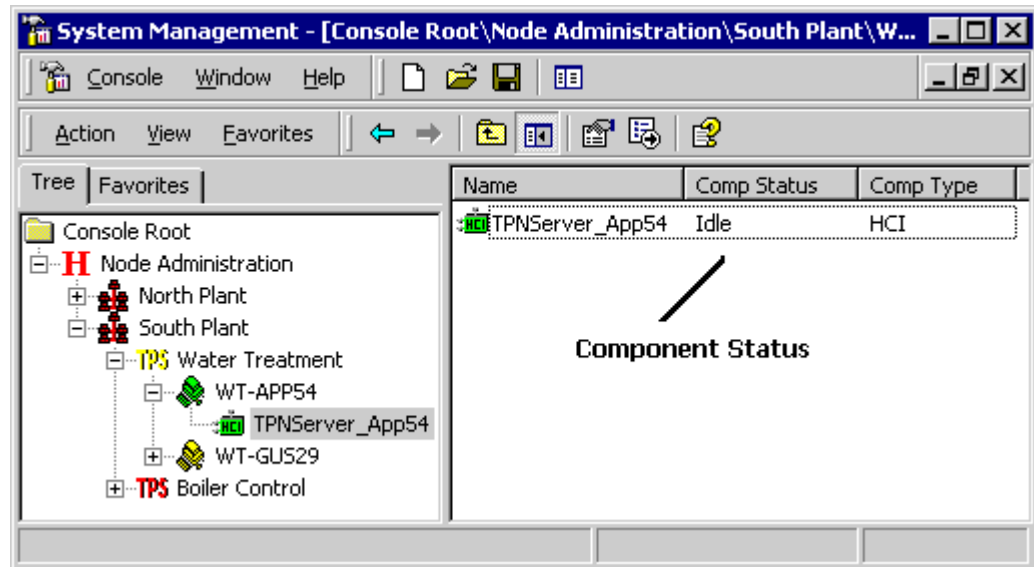 System Management - [Console Root\Node Administration\South Plant\W...
Console Window Help
Action View Favorites
Tree Favorites
Name Comp Status Comp Type
TPNServer_App54 Idle HCI
Console Root
H Node Administration
North Plant
South Plant
TPS Water Treatment
WT-APP54
HCI TPNServer_App54
WT-GUS29
TPS Boiler Control
Component Status